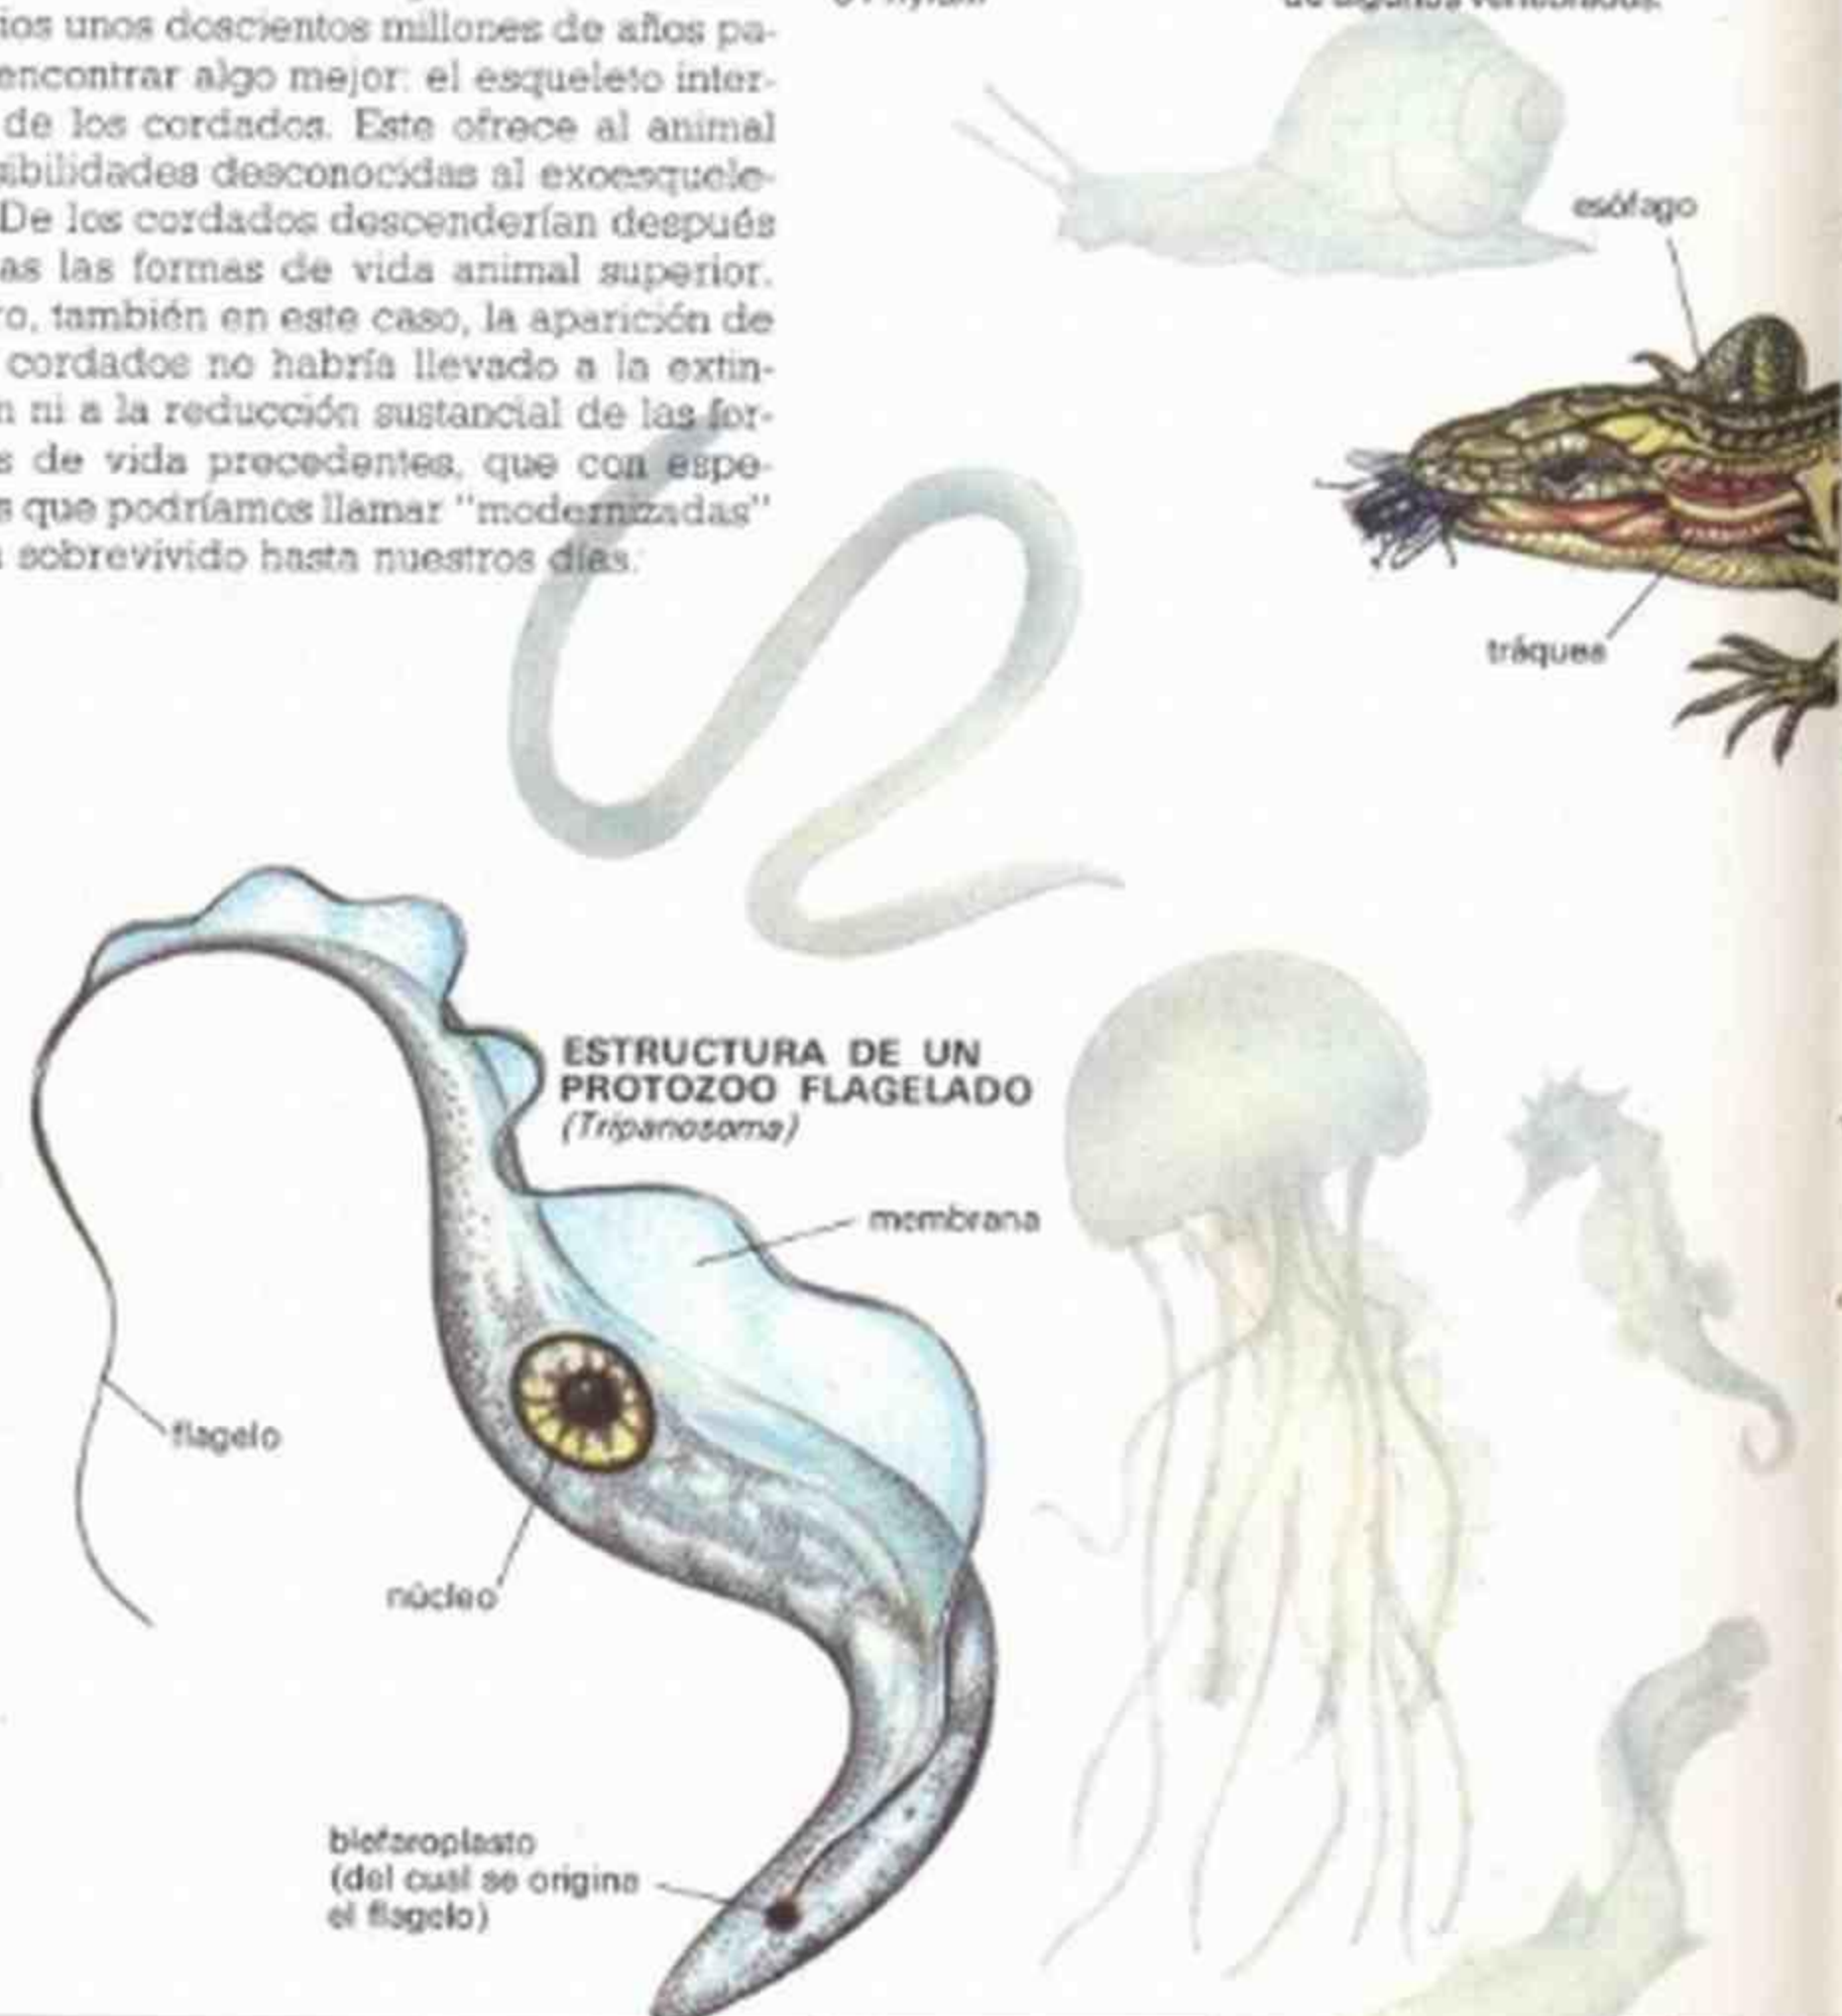 ios unos doscientos millones de años pa-
encontrar algo mejor: el esqueleto inter-
de los cordados. Este ofrece al animal
sibilidades desconocidas al exoesquele-
De los cordados descenderían después
as las formas de vida animal superior.
ro, también en este caso, la aparición de
cordados no habría llevado a la extin-
n ni a la reducción sustancial de las for-
s de vida precedentes, que con espe-
s que podríamos llamar "modernizadas"
sobrevivido hasta nuestros días.
de algunos vertebrados.
esófago
tráquea
ESTRUCTURA DE UN
PROTOZOO FLAGELADO
(Tripanosoma)
membrana
flagelo
núcleo
blefaroplasto
(del cual se origina
el flagelo)